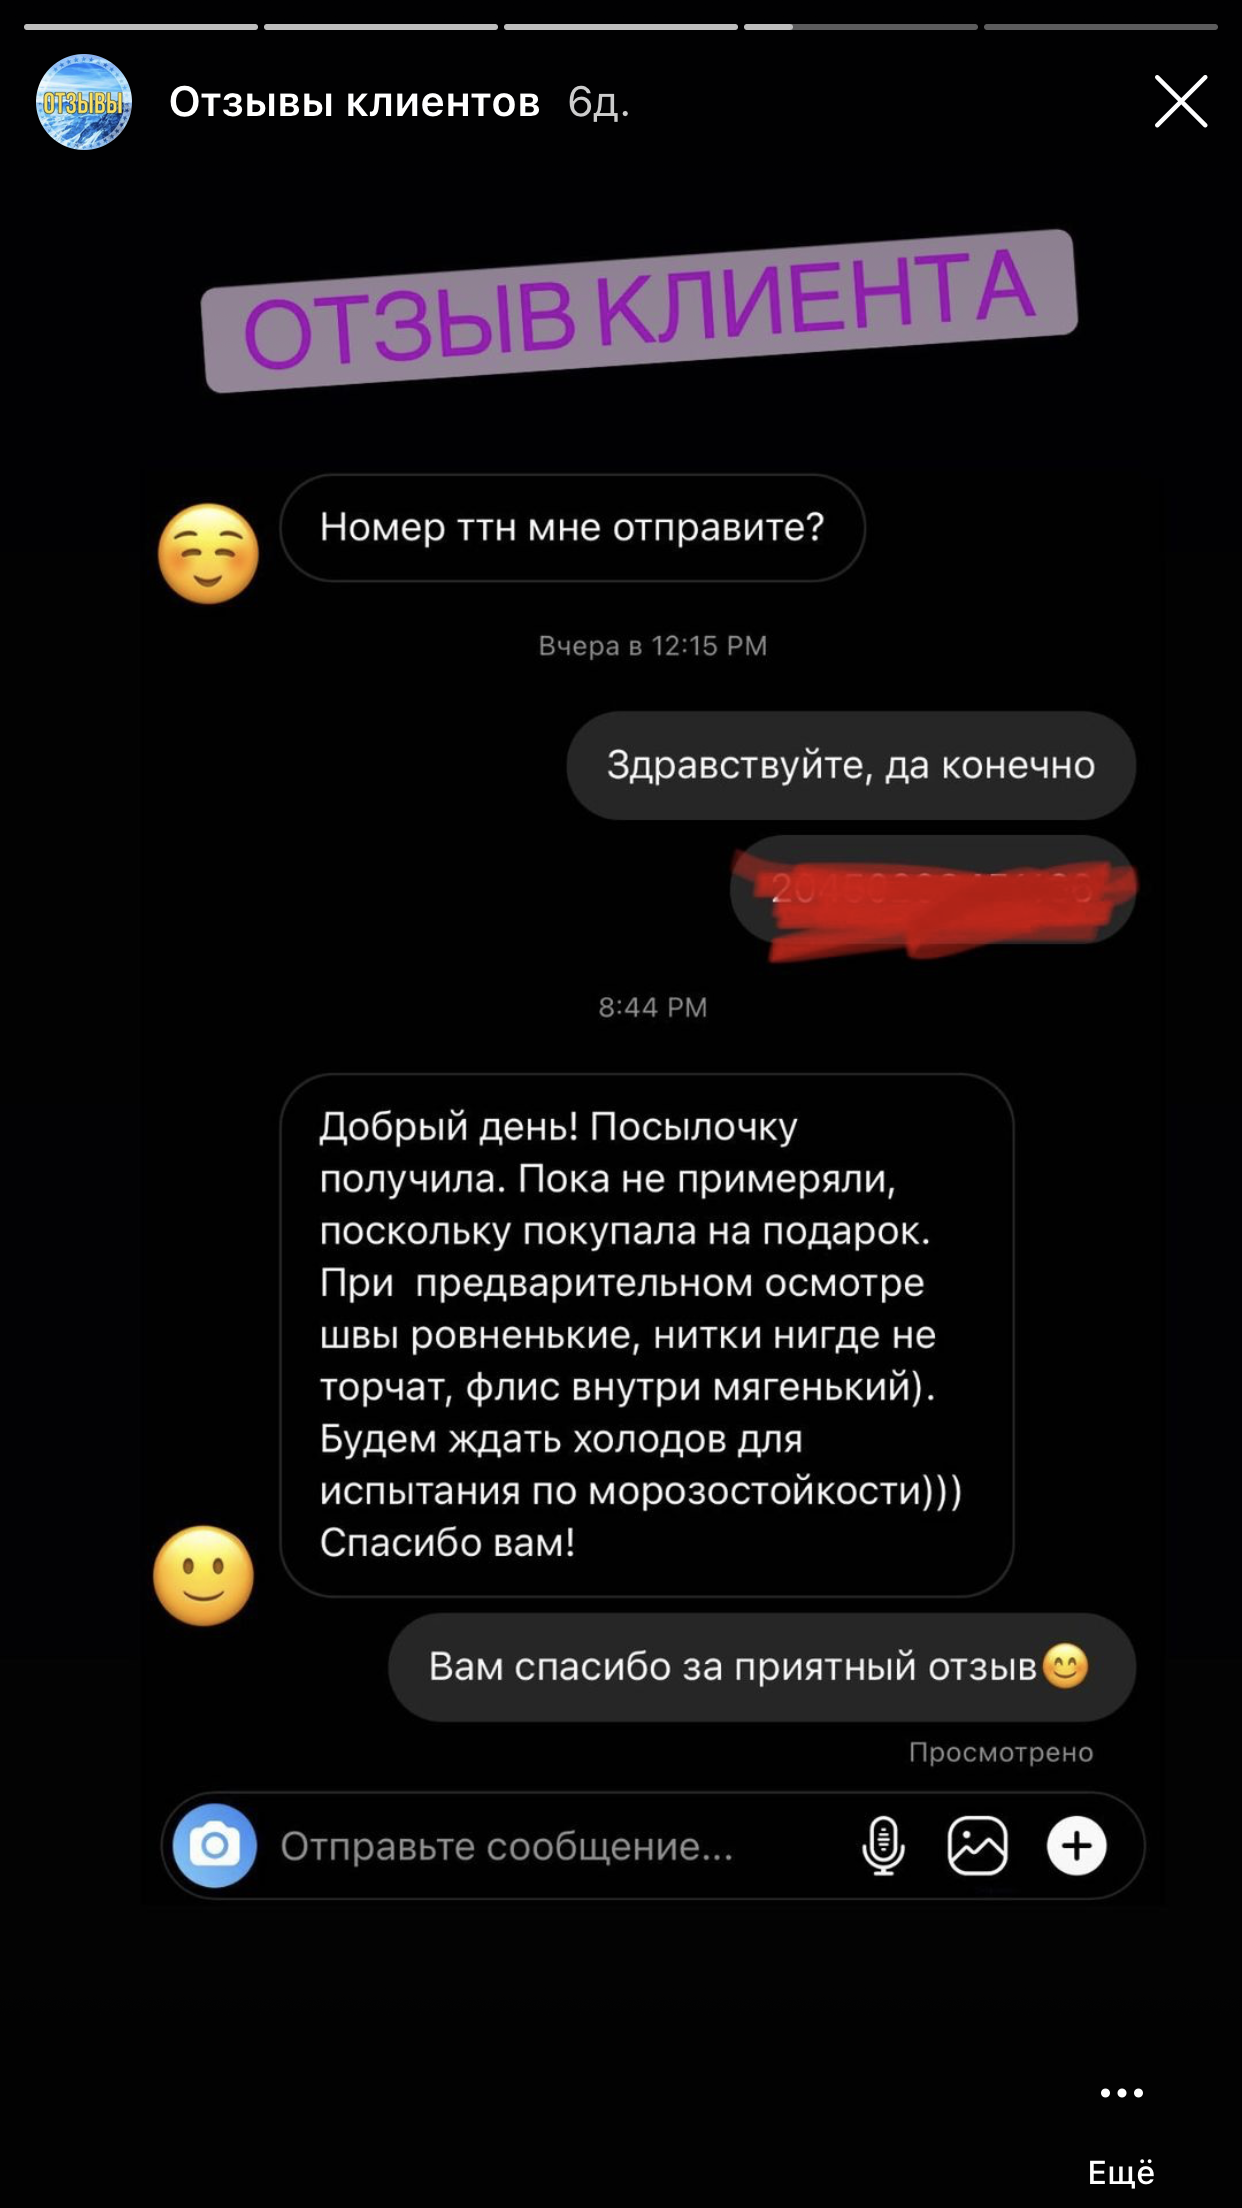 Отзывы клиентов 6д.
ОТЗЫВЫ
ОТЗЫВ КЛИЕНТА
Номер ттн мне отправите?
Вчера в 12:15 PM
Здравствуйте, да конечно
8:44 PM
Добрый день! Посылочку
получила. Пока не примеряли,
поскольку покупала на подарок.
При  предварительном осмотре
швы ровненькие, нитки нигде не
торчат, флис внутри мягенький).
Будем ждать холодов для
испытания по морозостойкости)))
Спасибо вам!
Вам спасибо за приятный отзыв😊
Просмотрено
Отправьте сообщение...
Ещё